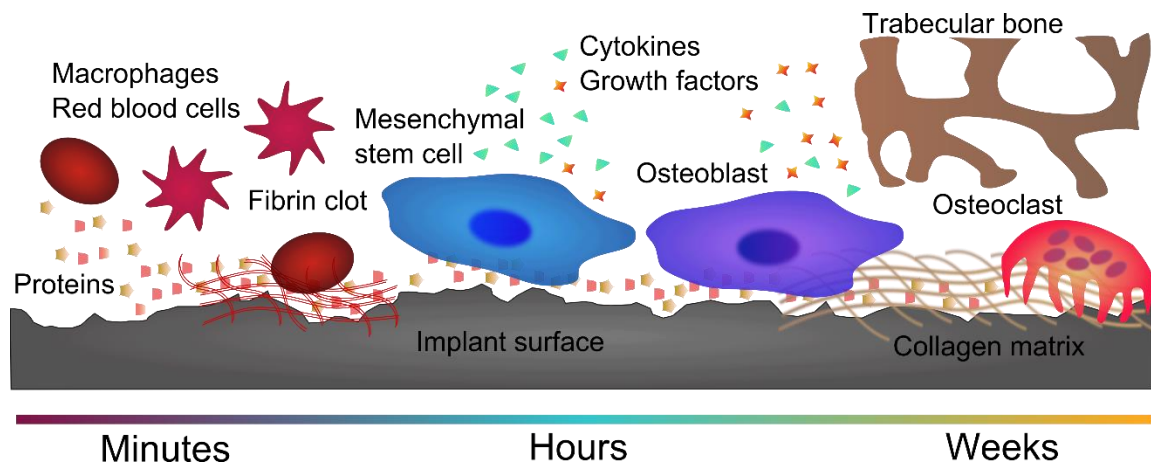 Macrophages
Red blood cells
Mesenchymal
stem cell
Cytokines
Growth factors
Trabecular bone
Fibrin clot
Osteoblast
Osteoclast
Proteins
Implant surface
Collagen matrix
Minutes
Hours
Weeks